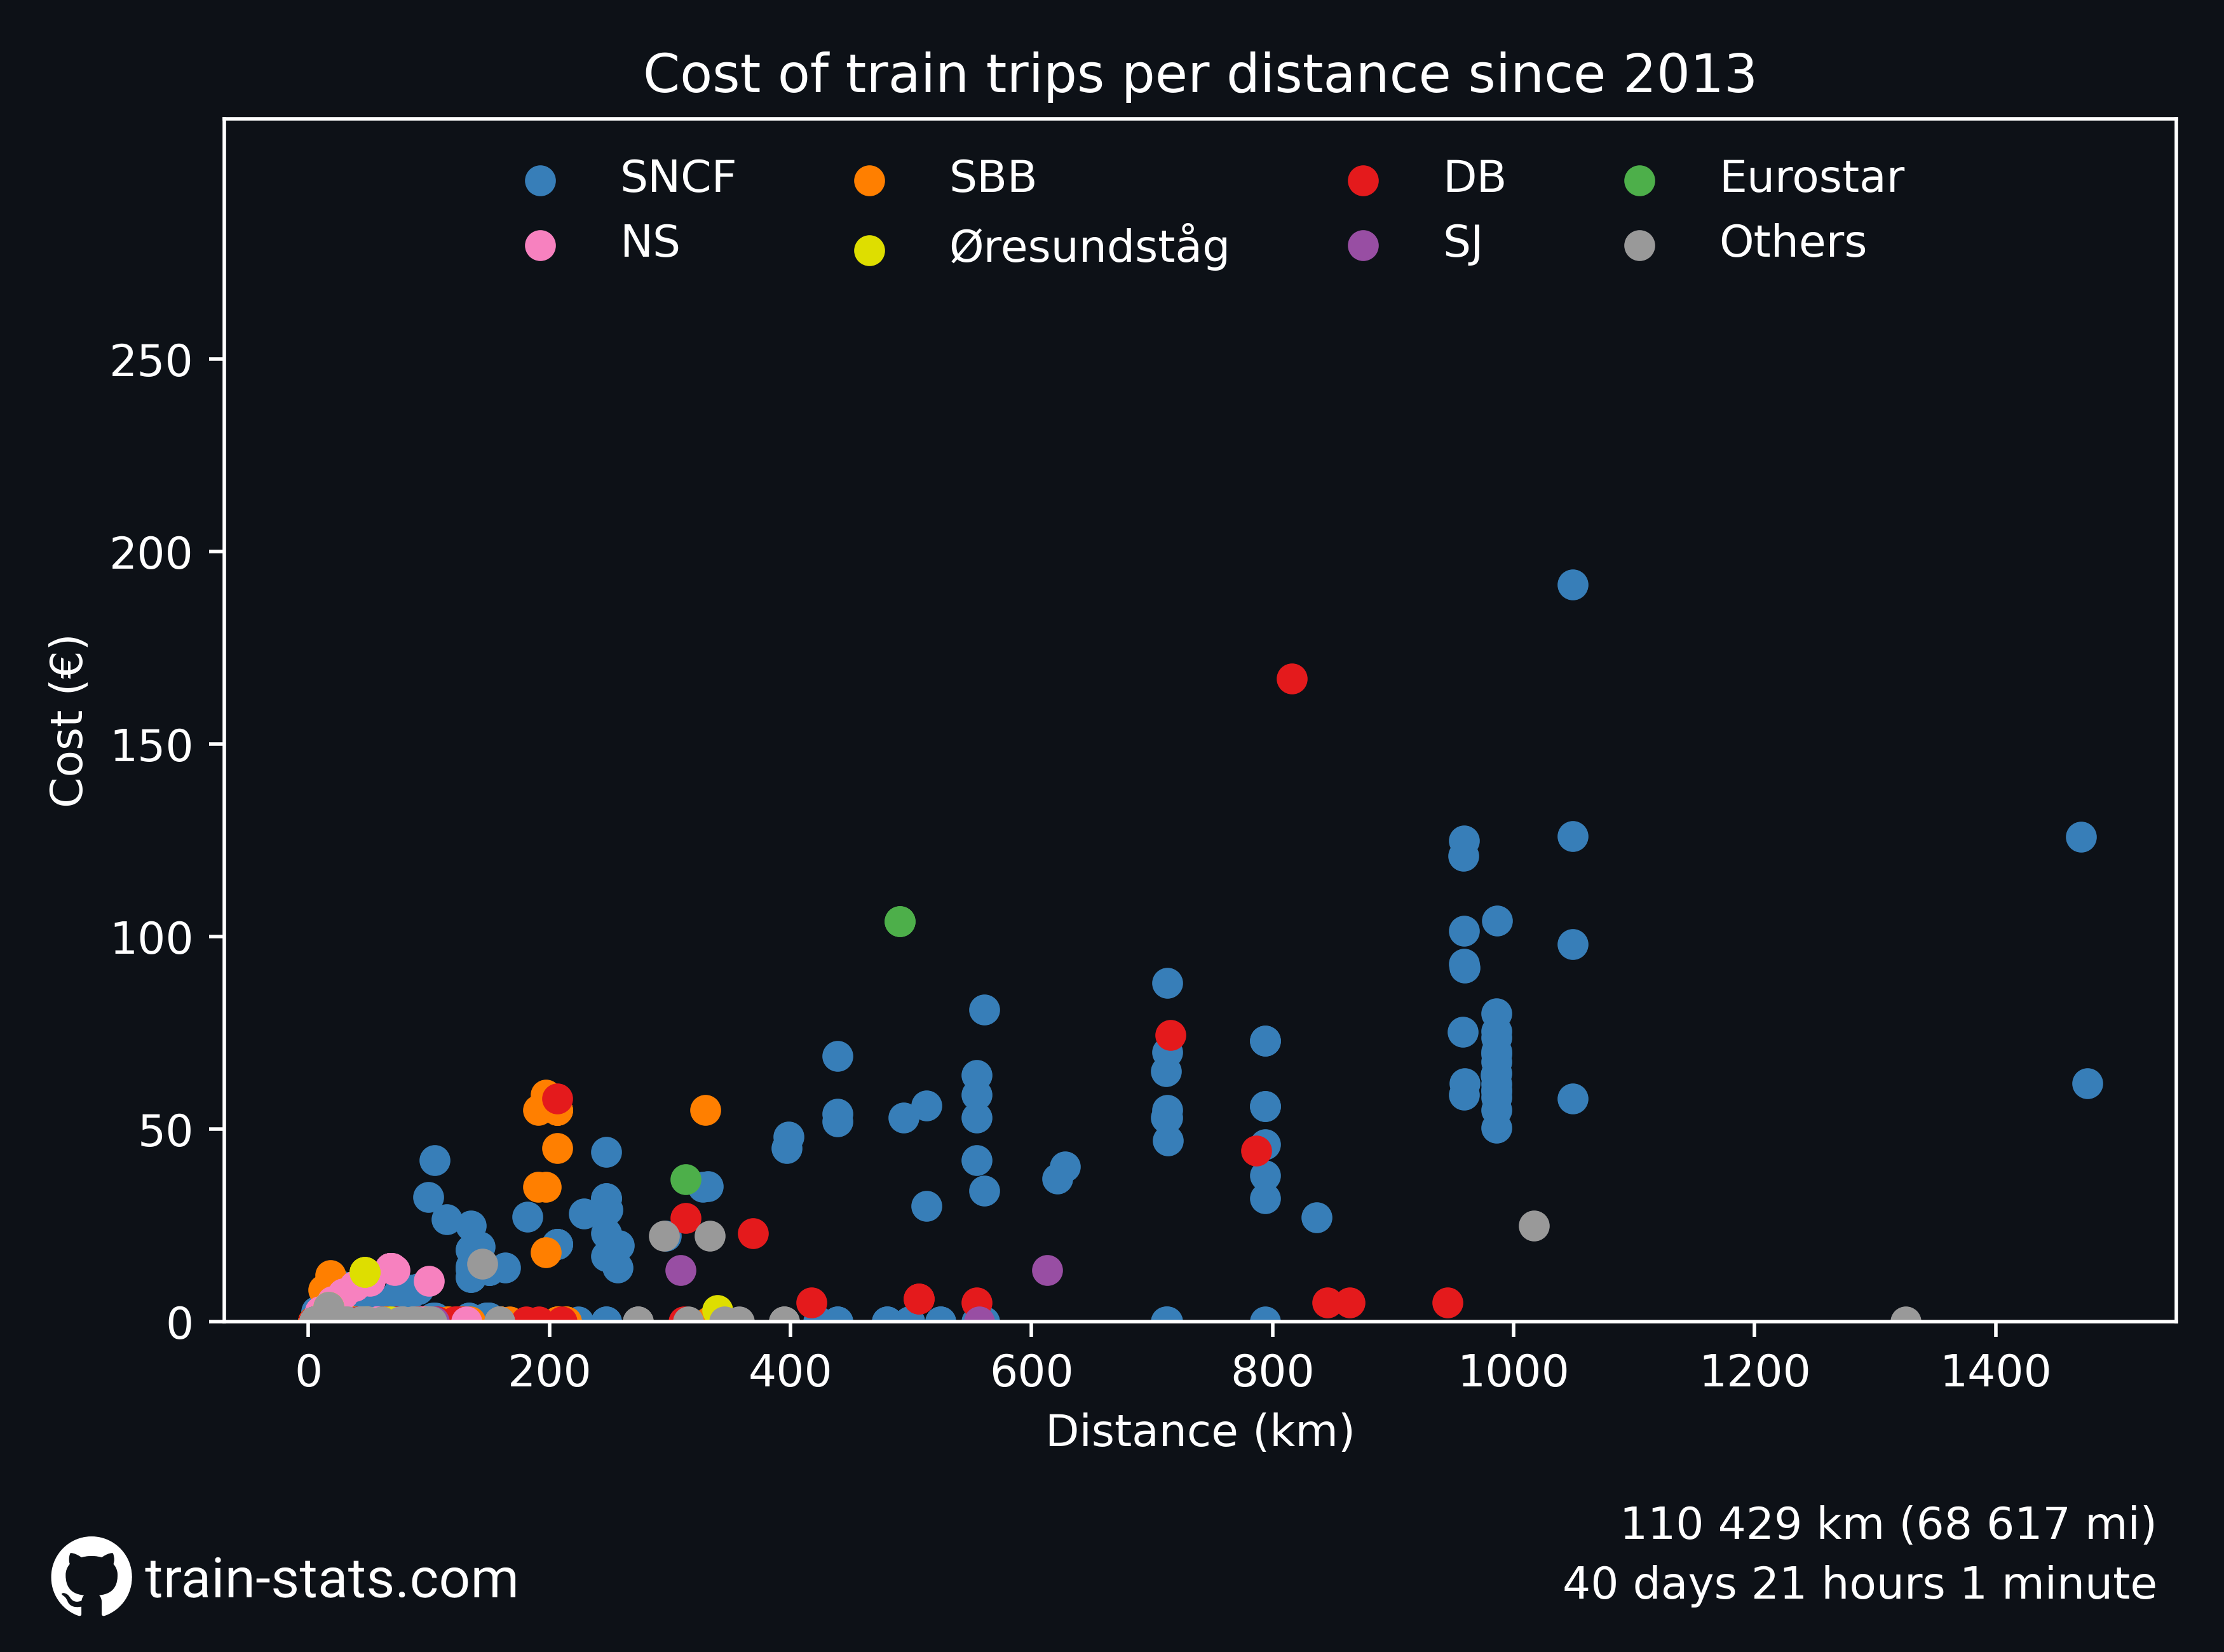 Cost of train trips per distance since 2013
SNCF SBB DB Eurostar
NS Øresundståg SJ Others
250
200
150
100
50
0
Cost (€)
0 200 400 600 800 1000 1200 1400
Distance (km)
110 429 km (68 617 mi)
40 days 21 hours 1 minute
train-stats.com